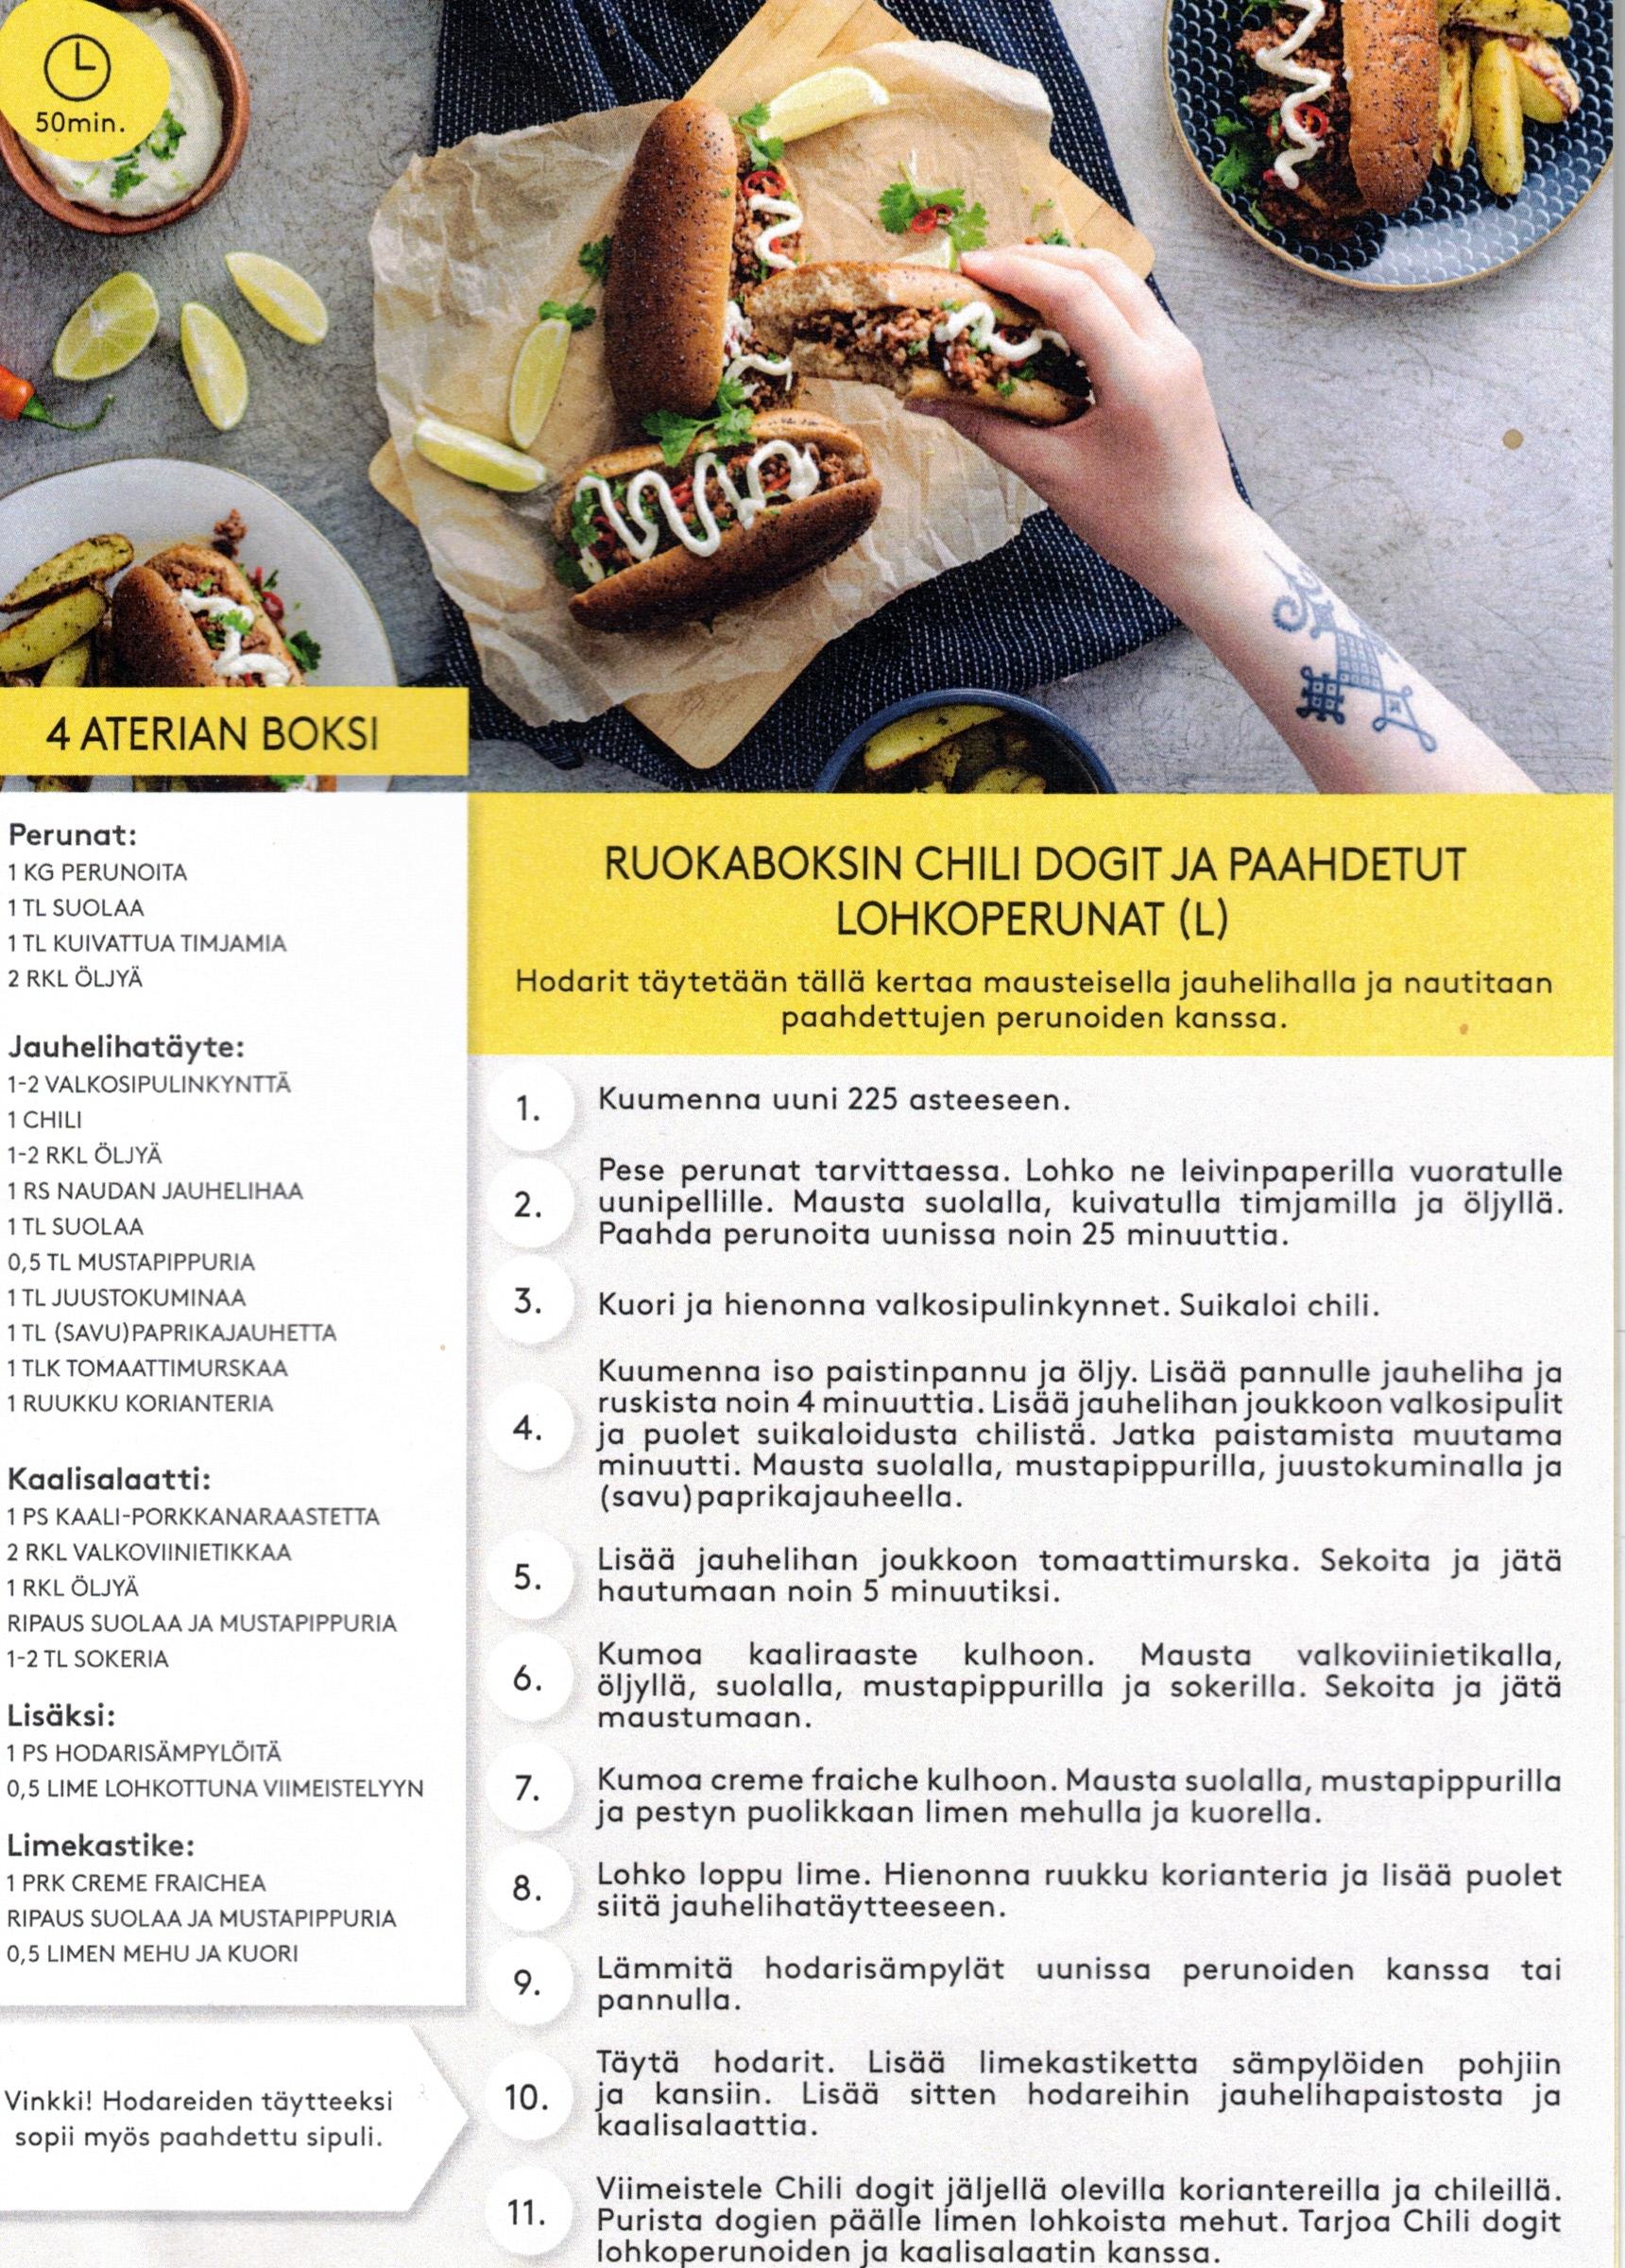 50min.
4 ATERIAN BOKSI
Perunat:
1 KG PERUNOITA
1 TL SUOLAA
1 TL KUIVATTUA TIMJAMIA
2 RKL ÖLJYÄ
Jauhelihatäyte:
1-2 VALKOSIPULINKYNTTÄ
1 CHILI
1-2 RKL ÖLJYÄ
1 RS NAUDAN JAUHELIHAA
1 TL SUOLAA
0,5 TL MUSTAPIPPURIA
1 TL JUUSTOKUMINAA
1 TL (SAVU)PAPRIKAJAUHETTA
1 TLK TOMAATTIMURSKAA
1 RUUKKU KORIANTERIA
Kaalisalaatti:
1 PS KAALI-PORKKANARAASTETTA
2 RKL VALKOVIINIETIKKAA
1 RKL ÖLJYÄ
RIPAUS SUOLAA JA MUSTAPIPPURIA
1-2 TL SOKERIA
Lisäksi:
1 PS HODARISÄMPYLÖITÄ
0,5 LIME LOHKOTTUNA VIIMEISTELYYN
Limekastike:
1 PRK CREME FRAICHEA
RIPAUS SUOLAA JA MUSTAPIPPURIA
0,5 LIMEN MEHU JA KUORI
Vinkki! Hodareiden täytteeksi
sopii myös paahdettu sipuli.
RUOKABOKSIN CHILI DOGIT JA PAAHDETUT
LOHKOPERUNAT (L)
Hodarit täytetään tällä kertaa mausteisella jauhelihalla ja nautitaan
paahdettujen perunoiden kanssa.
1. Kuumenna uuni 225 asteeseen.
2. Pese perunat tarvittaessa. Lohko ne leivinpaperilla vuoratulle
uunipellille. Mausta suolalla, kuivatulla timjamilla ja öljyllä.
Paahda perunoita uunissa noin 25 minuuttia.
3. Kuori ja hienonna valkosipulinkynnet. Suikaloi chili.
4. Kuumenna iso paistinpannu ja öljy. Lisää pannulle jauheliha ja
ruskista noin 4 minuuttia. Lisää jauhelihan joukkoon valkosipulit
ja puolet suikaloidusta chilistä. Jatka paistamista muutama
minuutti. Mausta suolalla, mustapippurilla, juustokuminalla ja
(savu)paprikajauheella.
5. Lisää jauhelihan joukkoon tomaattimurska. Sekoita ja jätä
hautumaan noin 5 minuutiksi.
6. Kumoa kaaliraaste kulhoon. Mausta valkoviinietikalla,
öljyllä, suolalla, mustapippurilla ja sokerilla. Sekoita ja jätä
maustumaan.
7. Kumoa creme fraiche kulhoon. Mausta suolalla, mustapippurilla
ja pestyn puolikkaan limen mehulla ja kuorella.
8. Lohko loppu lime. Hienonna ruukku korianteria ja lisää puolet
siitä jauhelihatäytteeseen.
9. Lämmitä hodarisämpylät uunissa perunoiden kanssa tai
pannulla.
10. Täytä hodarit. Lisää limekastiketta sämpylöiden pohjiin
ja kansiin. Lisää sitten hodareihin jauhelihapaistosta ja
kaalisalaattia.
11. Viimeistele Chili dogit jäljellä olevilla koriantereilla ja chileillä.
Purista dogien päälle limen lohkoista mehut. Tarjoa Chili dogit
lohkoperunoiden ja kaalisalaatin kanssa.